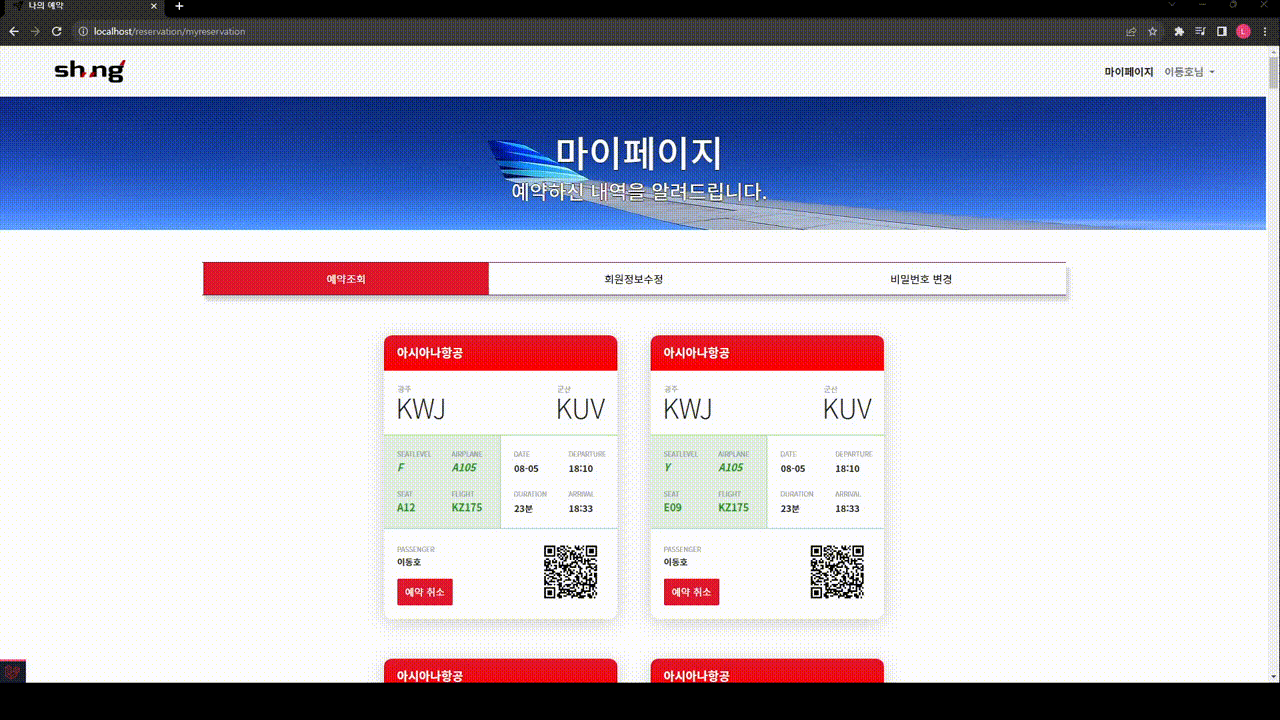 나의 예약
localhost/reservation/myreservation
L
마이페이지 이동호님
마이페이지
예약하신 내역을 알려드립니다.
예약조회 회원정보수정 비밀번호 변경
아시아나항공
광주 군산
KWJ KUV
SEATLEVEL AIRPLANE DATE DEPARTURE
F A105 08-05 18:10
SEAT FLIGHT DURATION ARRIVAL
A12 KZ175 23분 18:33
PASSENGER
이동호
예약 취소
아시아나항공
광주 군산
KWJ KUV
SEATLEVEL AIRPLANE DATE DEPARTURE
Y A105 08-05 18:10
SEAT FLIGHT DURATION ARRIVAL
E09 KZ175 23분 18:33
PASSENGER
이동호
예약 취소
아시아나항공
아시아나항공